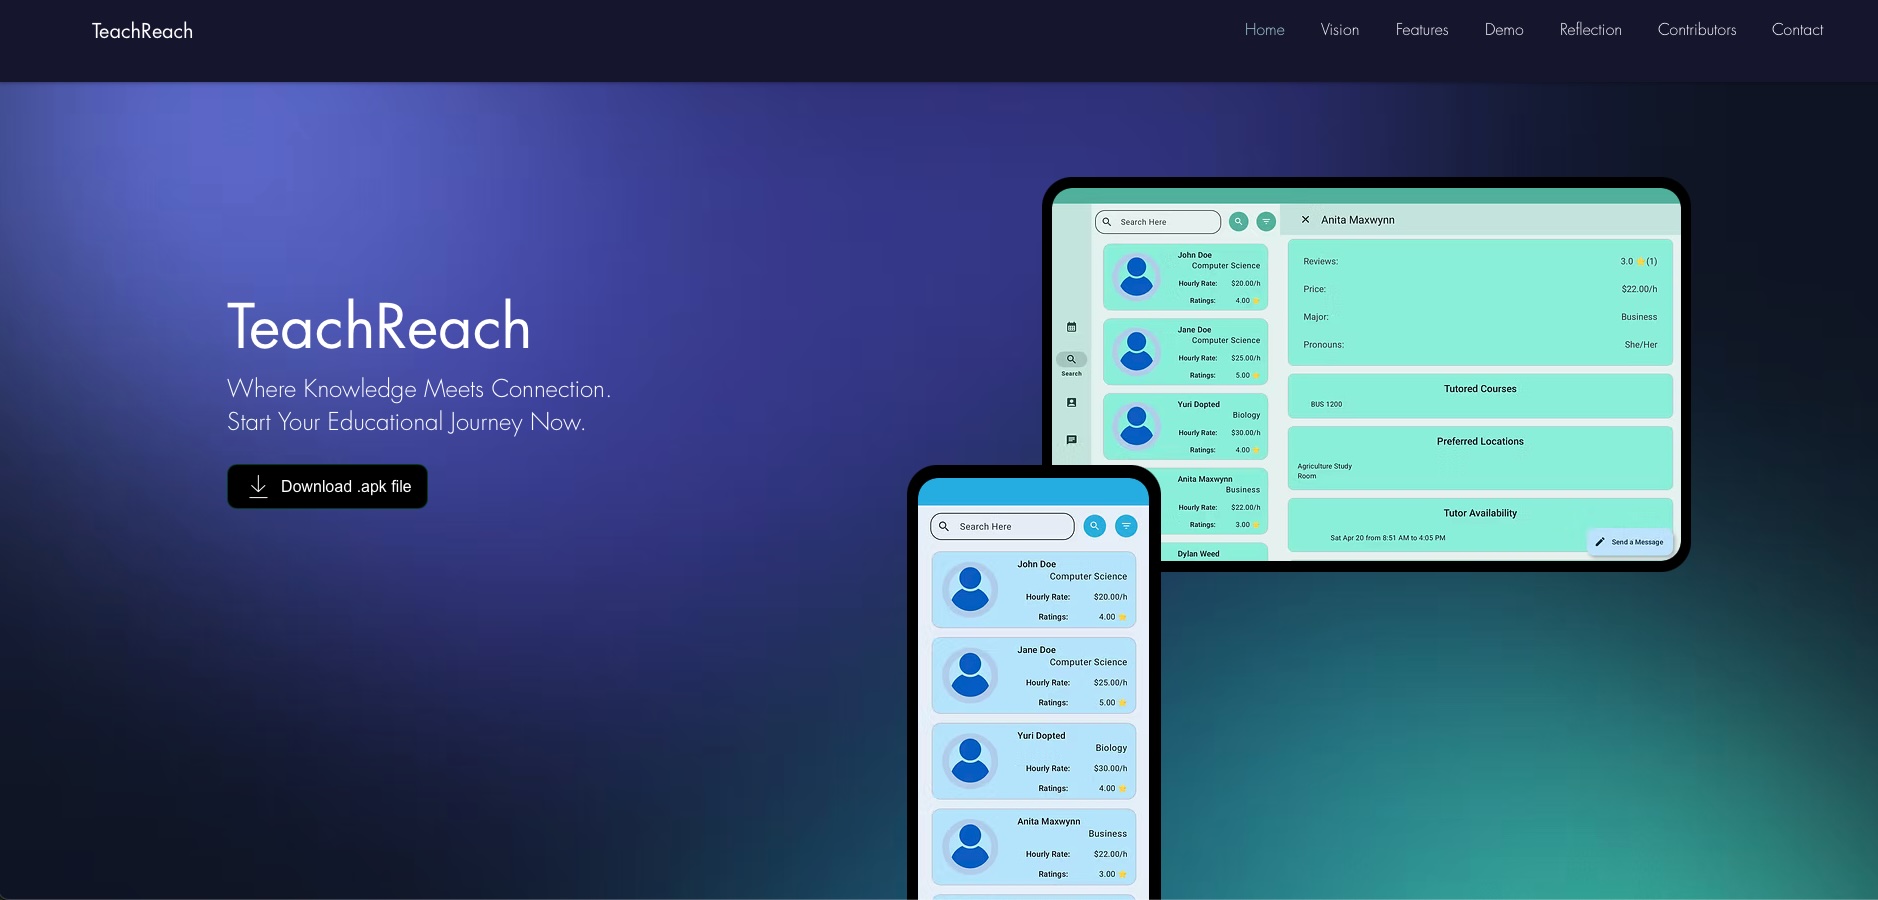 TeachReach
Home Vision Features Demo Reflection Contributors Contact
TeachReach
Where Knowledge Meets Connection.
Start Your Educational Journey Now.
Download .apk file
Search Here
John Doe
Computer Science
Hourly Rate: $20.00/h
Ratings: 4.00
Jane Doe
Computer Science
Hourly Rate: $25.00/h
Ratings: 5.00
Yuri Dopted
Biology
Hourly Rate: $30.00/h
Ratings: 4.00
Anita Maxwynn
Business
Hourly Rate: $22.00/h
Ratings: 3.00
Dylan Weed
Search
Anita Maxwynn
Reviews: 3.0 (1)
Price: $22.00/h
Major: Business
Pronouns: She/Her
Tutored Courses
BUS 1200
Preferred Locations
Agriculture Study
Room
Tutor Availability
Sat Apr 20 from 8:51 AM to 4:05 PM
Send a Message
Search Here
John Doe
Computer Science
Hourly Rate: $20.00/h
Ratings: 4.00
Jane Doe
Computer Science
Hourly Rate: $25.00/h
Ratings: 5.00
Yuri Dopted
Biology
Hourly Rate: $30.00/h
Ratings: 4.00
Anita Maxwynn
Business
Hourly Rate: $22.00/h
Ratings: 3.00